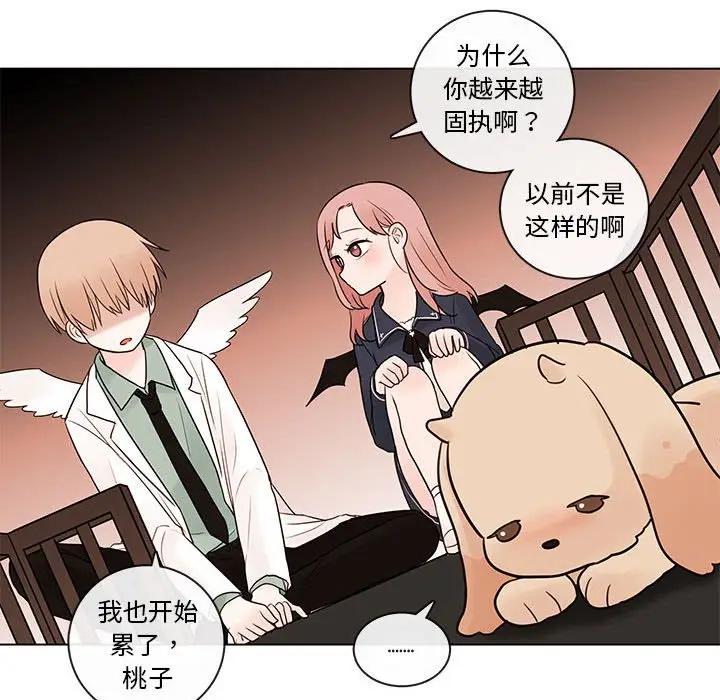 为什么
你越来越
固执啊？
以前不是
这样的啊
我也开始
累了，
桃子
........